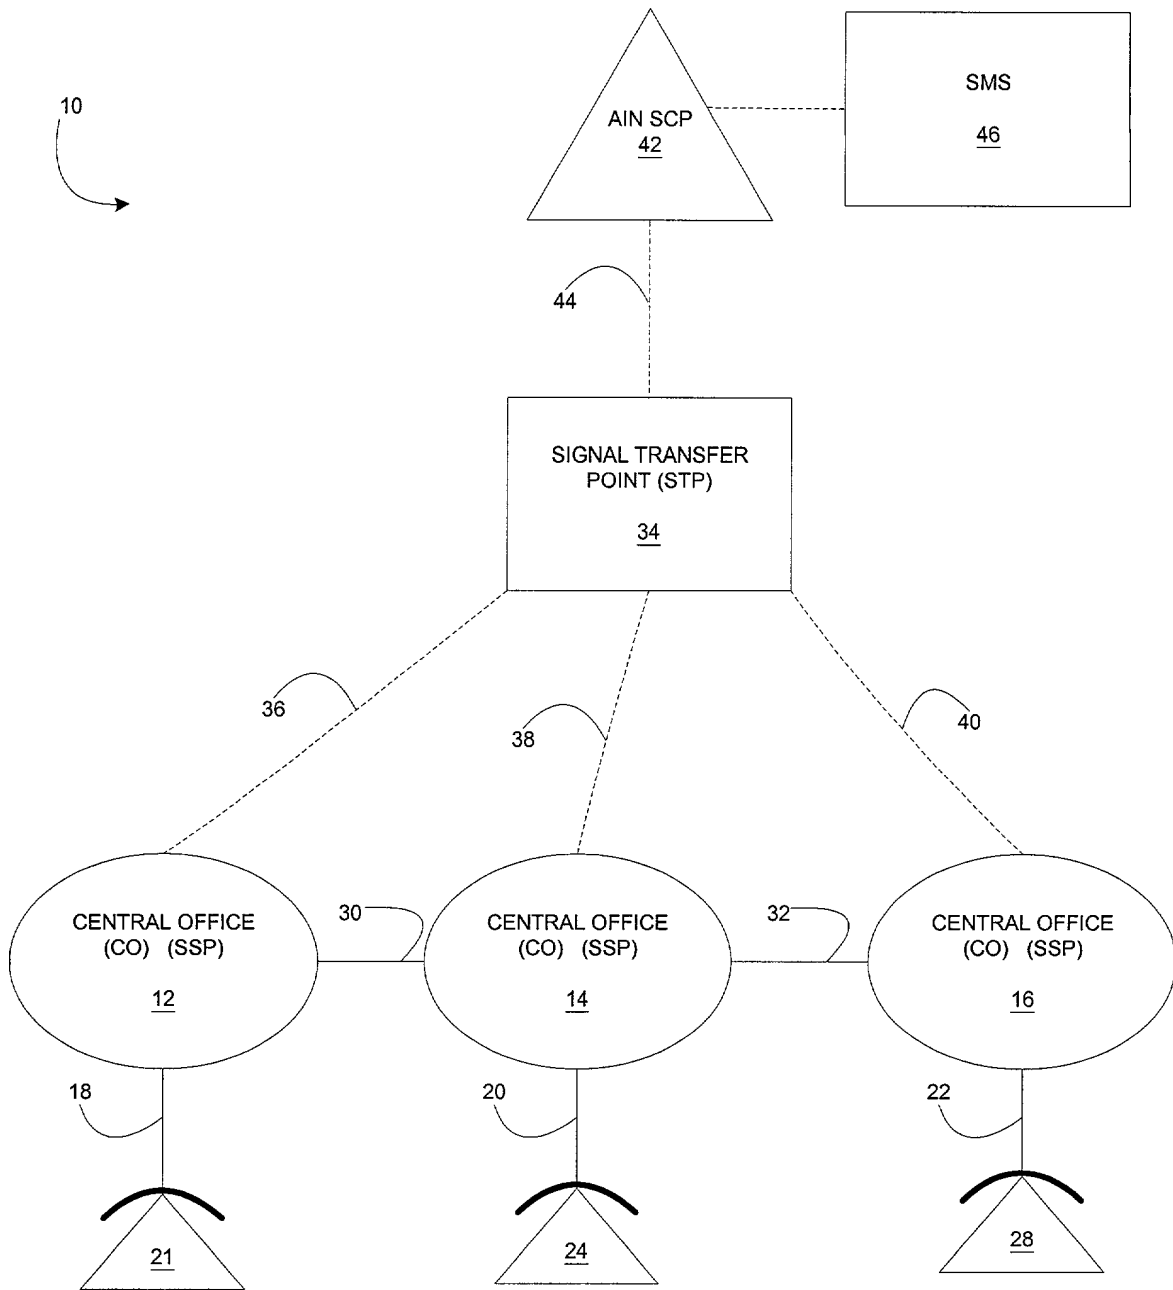 SMS
46
10
AIN SCP
42
44
SIGNAL TRANSFER
POINT (STP)
34
36
38
40
CENTRAL OFFICE
(CO) (SSP)
12
30
CENTRAL OFFICE
(CO) (SSP)
14
32
CENTRAL OFFICE
(CO) (SSP)
16
18
20
22
21
24
28